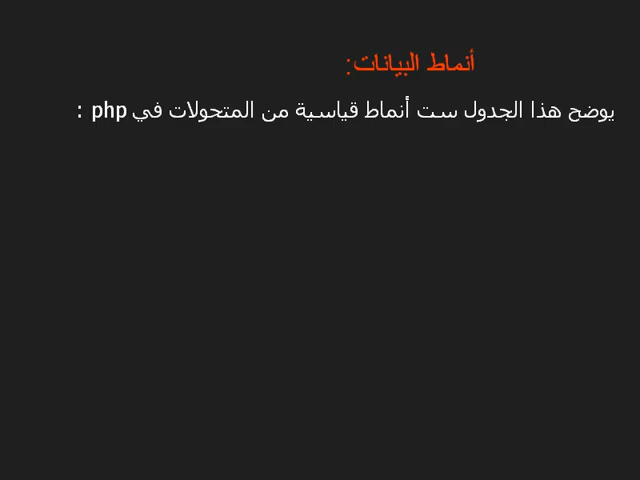 أنماط البيانات:
يوضح هذا الجدول ست أنماط قياسية من المتحولات في php :